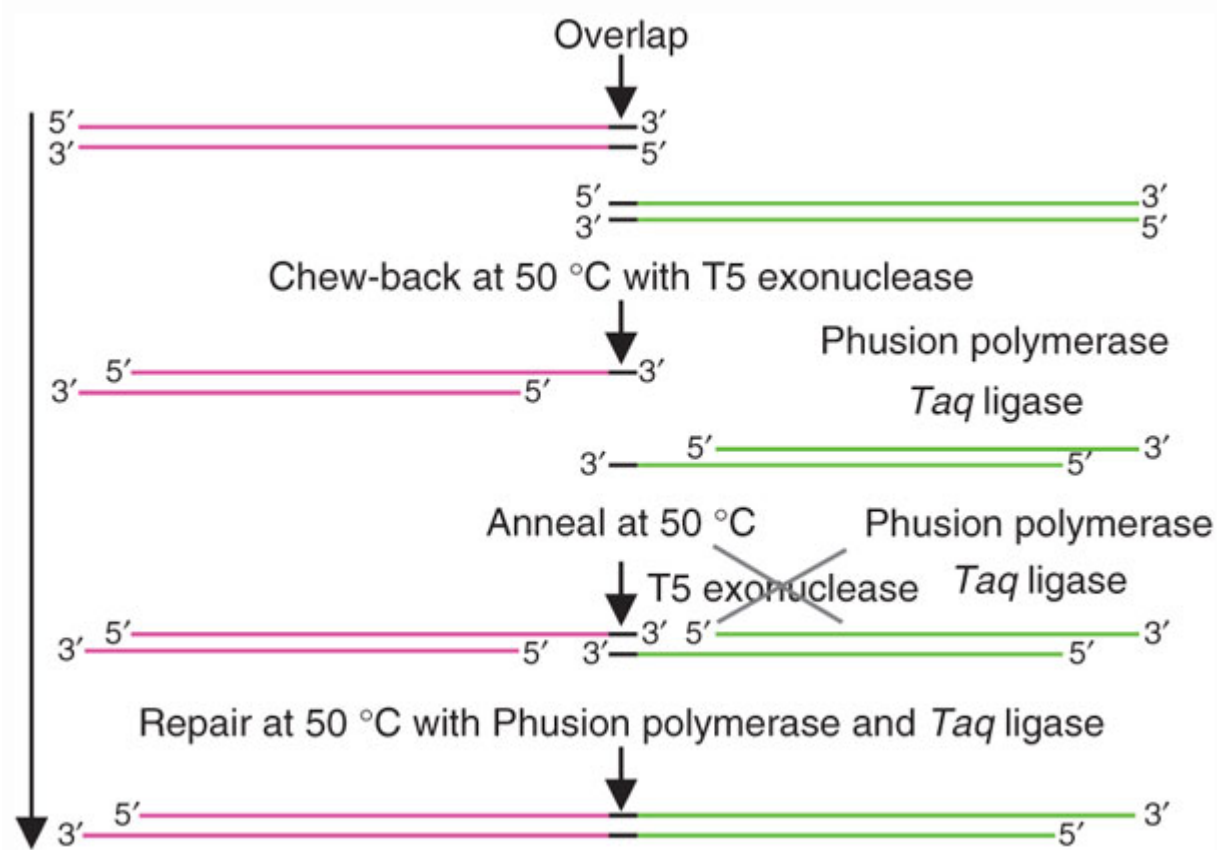 Overlap
5′ 3′
3′ 5′
5′ 3′
3′ 5′
Chew-back at 50 °C with T5 exonuclease
Phusion polymerase
5′ 3′
3′ 5′
Taq ligase
5′ 3′
3′ 5′
Anneal at 50 °C Phusion polymerase
T5 exonuclease Taq ligase
5′ 3′ 5′ 3′
3′ 5′ 3′ 5′
Repair at 50 °C with Phusion polymerase and Taq ligase
5′ 3′
3′ 5′